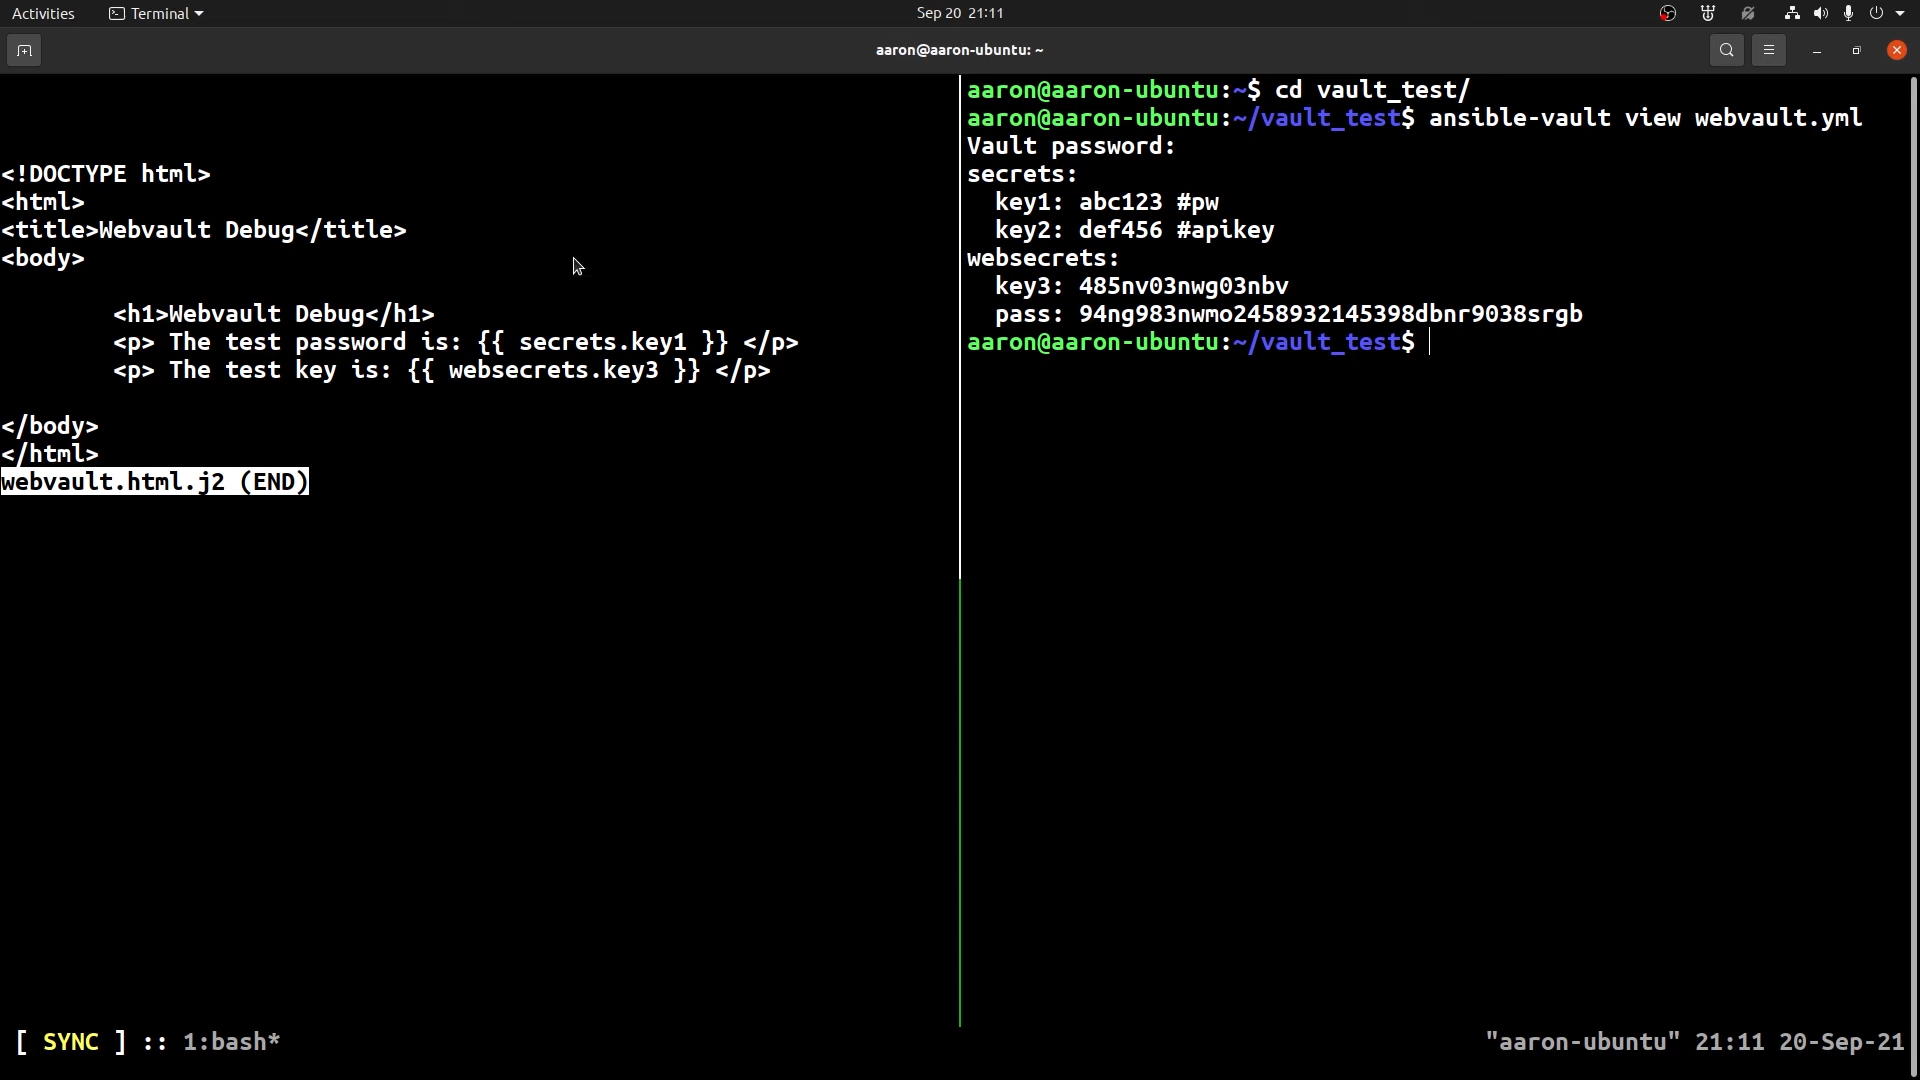 Activities Terminal Sep 20 21:11
aaron@aaron-ubuntu: ~
<!DOCTYPE html>
<html>
<title>Webvault Debug</title>
<body>
<h1>Webvault Debug</h1>
<p> The test password is: {{ secrets.key1 }} </p>
<p> The test key is: {{ websecrets.key3 }} </p>
</body>
</html>
webvault.html.j2 (END)
aaron@aaron-ubuntu:~$ cd vault_test/
aaron@aaron-ubuntu:~/vault_test$ ansible-vault view webvault.yml
Vault password:
secrets:
key1: abc123 #pw
key2: def456 #apikey
websecrets:
key3: 485nv03nwg03nbv
pass: 94ng983nwmo2458932145398dbnr9038srgb
aaron@aaron-ubuntu:~/vault_test$
[ SYNC ] :: 1:bash* "aaron-ubuntu" 21:11 20-Sep-21